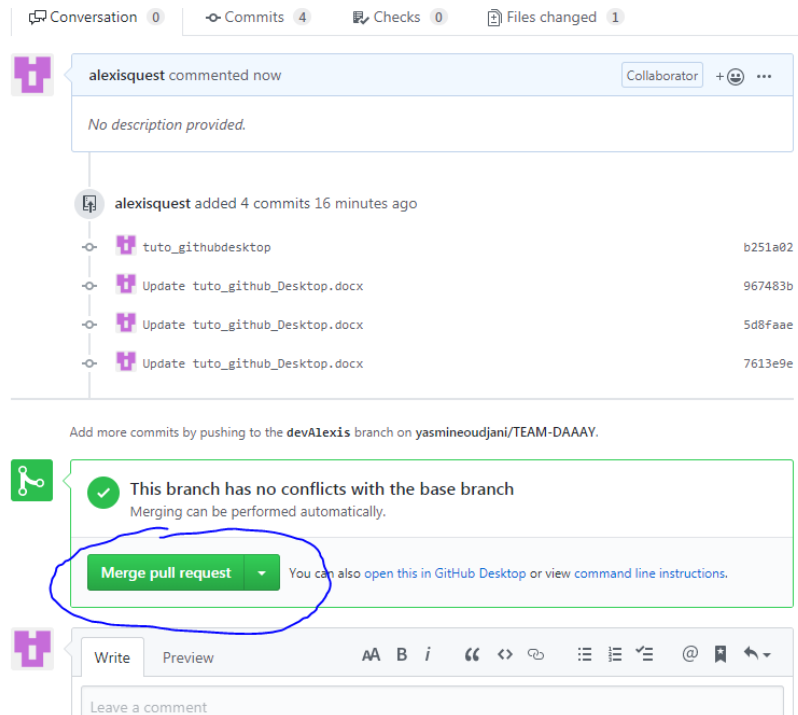 Conversation 0 Commits 4 Checks 0 Files changed 1
alexisquest commented now Collaborator +
No description provided.
alexisquest added 4 commits 16 minutes ago
tuto_githubdesktop b251a02
Update tuto_github_Desktop.docx 967483b
Update tuto_github_Desktop.docx 5d8faae
Update tuto_github_Desktop.docx 7613e9e
Add more commits by pushing to the devAlexis branch on yasmineoudjani/TEAM-DAAAY.
This branch has no conflicts with the base branch
Merging can be performed automatically.
Merge pull request You can also open this in GitHub Desktop or view command line instructions.
Write Preview AA B i “ <> @
Leave a comment